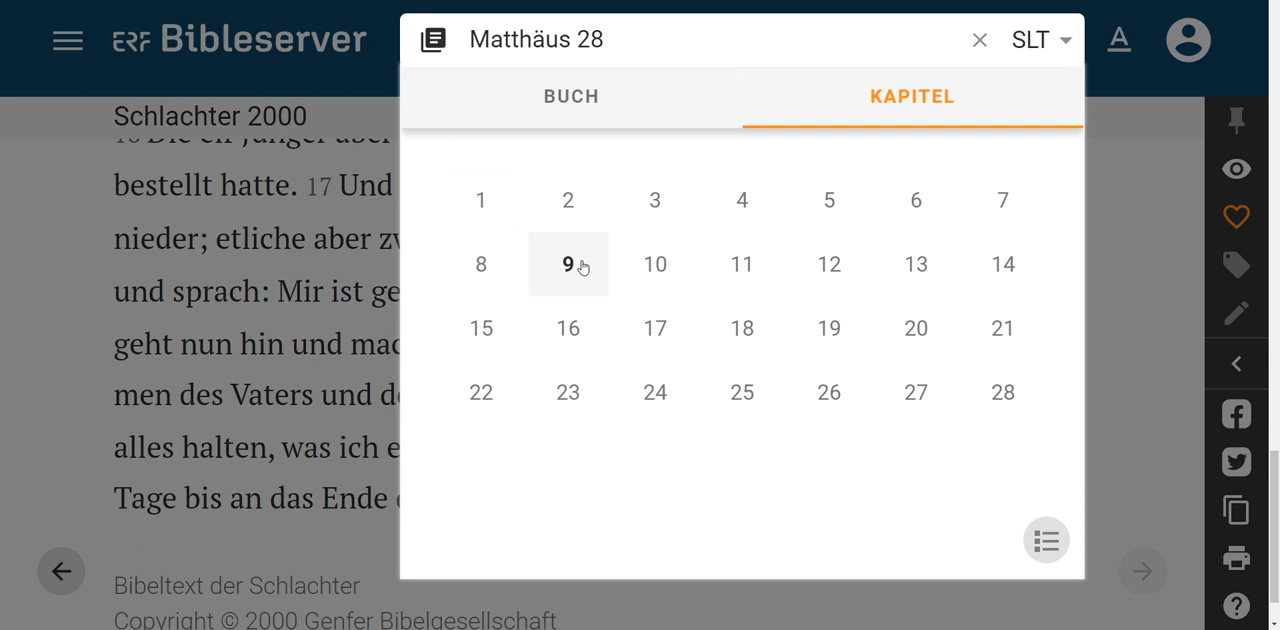 ERF Bibleserver
Matthäus 28
SLT
BUCH
KAPITEL
1 2 3 4 5 6 7
8 9 10 11 12 13 14
15 16 17 18 19 20 21
22 23 24 25 26 27 28
Schlachter 2000
bestellt hatte. 17 Und
nieder; etliche aber
und sprach: Mir ist
geht nun hin und
men des Vaters und
alles halten, was ich
Tage bis an das Ende
Bibeltext der Schlachter
Copyright © 2000 Genfer Bibelgesellschaft